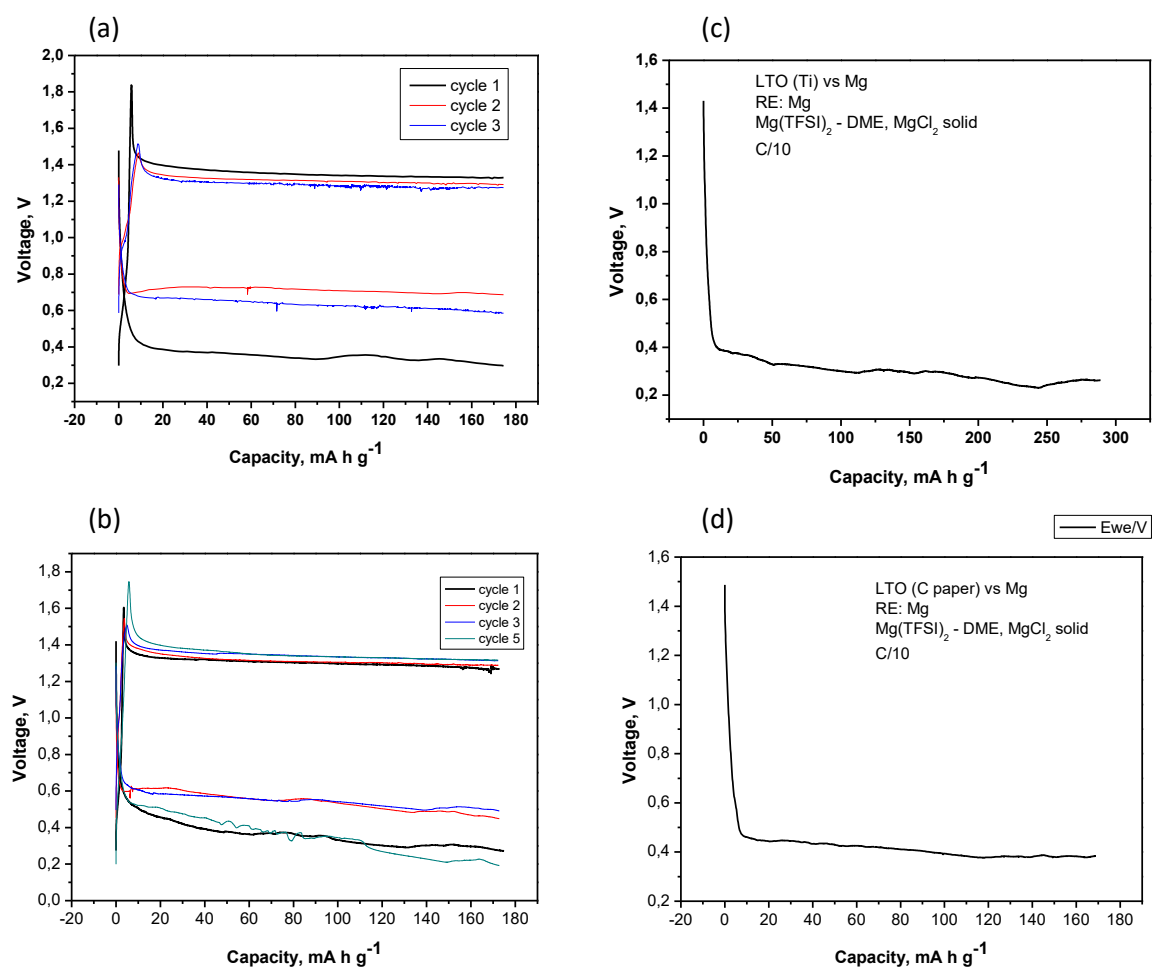 (a)
2,0
1,8
1,6
1,4
1,2
1,0
0,8
0,6
0,4
0,2
Voltage, V
cycle 1
cycle 2
cycle 3
-20 0 20 40 60 80 100 120 140 160 180
Capacity, mA h g-1
(c)
1,6
1,4
1,2
1,0
0,8
0,6
0,4
0,2
Voltage, V
LTO (Ti) vs Mg
RE: Mg
Mg(TFSI)2 - DME, MgCl2 solid
C/10
0 50 100 150 200 250 300
Capacity, mA h g-1
(b)
1,8
1,6
1,4
1,2
1,0
0,8
0,6
0,4
0,2
0,0
Voltage, V
cycle 1
cycle 2
cycle 3
cycle 5
-20 0 20 40 60 80 100 120 140 160 180
Capacity, mA h g-1
(d)
Ewe/V
1,6
1,4
1,2
1,0
0,8
0,6
0,4
0,2
Voltage, V
LTO (C paper) vs Mg
RE: Mg
Mg(TFSI)2 - DME, MgCl2 solid
C/10
-20 0 20 40 60 80 100 120 140 160 180
Capacity, mA h g-1